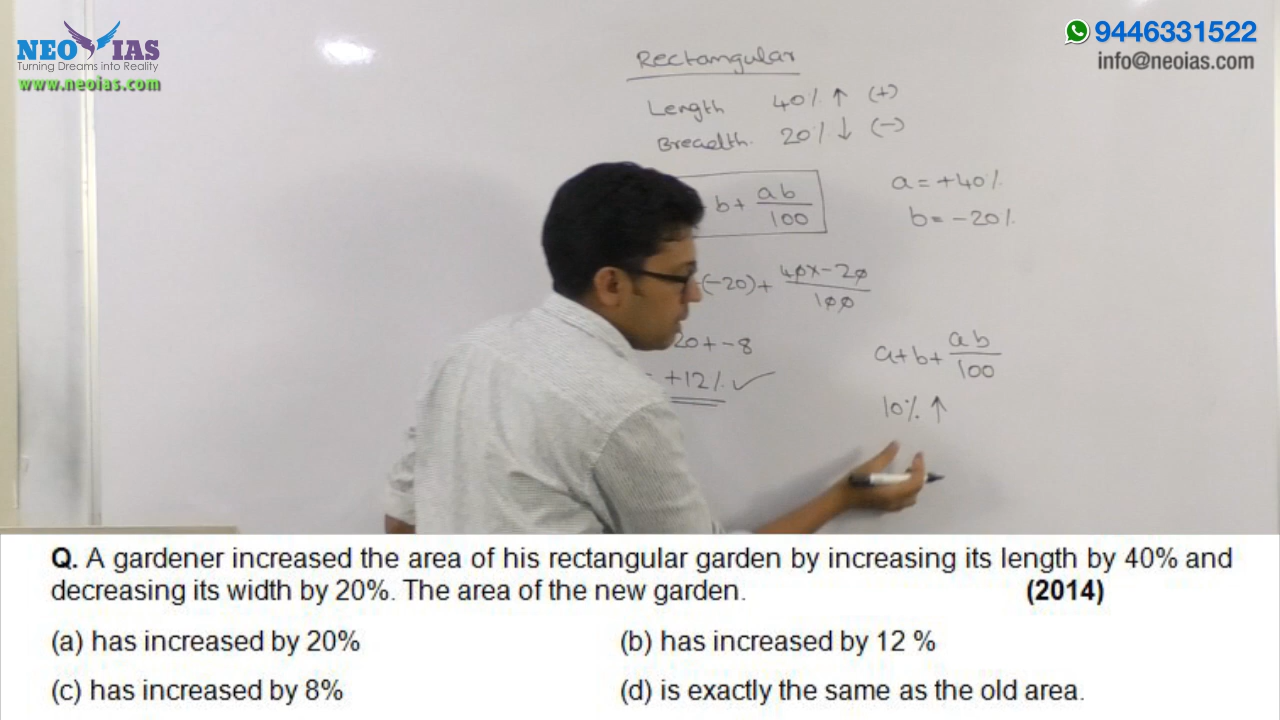 NEO IAS
Turning Dreams into Reality
www.neoias.com
9446331522
info@neoias.com
Rectangular
Length 40% ↑ (+)
Breadth. 20% ↓ (-)
b + ab/100
a = +40%
b = -20%
(-20) + 40x-20/100
20 + -8
+12% ✓
a + b + ab/100
10% ↑
Q. A gardener increased the area of his rectangular garden by increasing its length by 40% and
decreasing its width by 20%. The area of the new garden. (2014)
(a) has increased by 20% (b) has increased by 12 %
(c) has increased by 8% (d) is exactly the same as the old area.